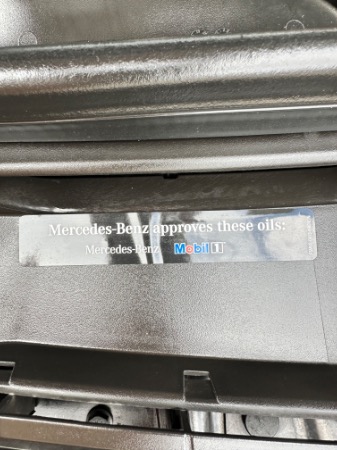 Mercedes-Benz approves these oils:
Mercedes-Benz Mobil 1